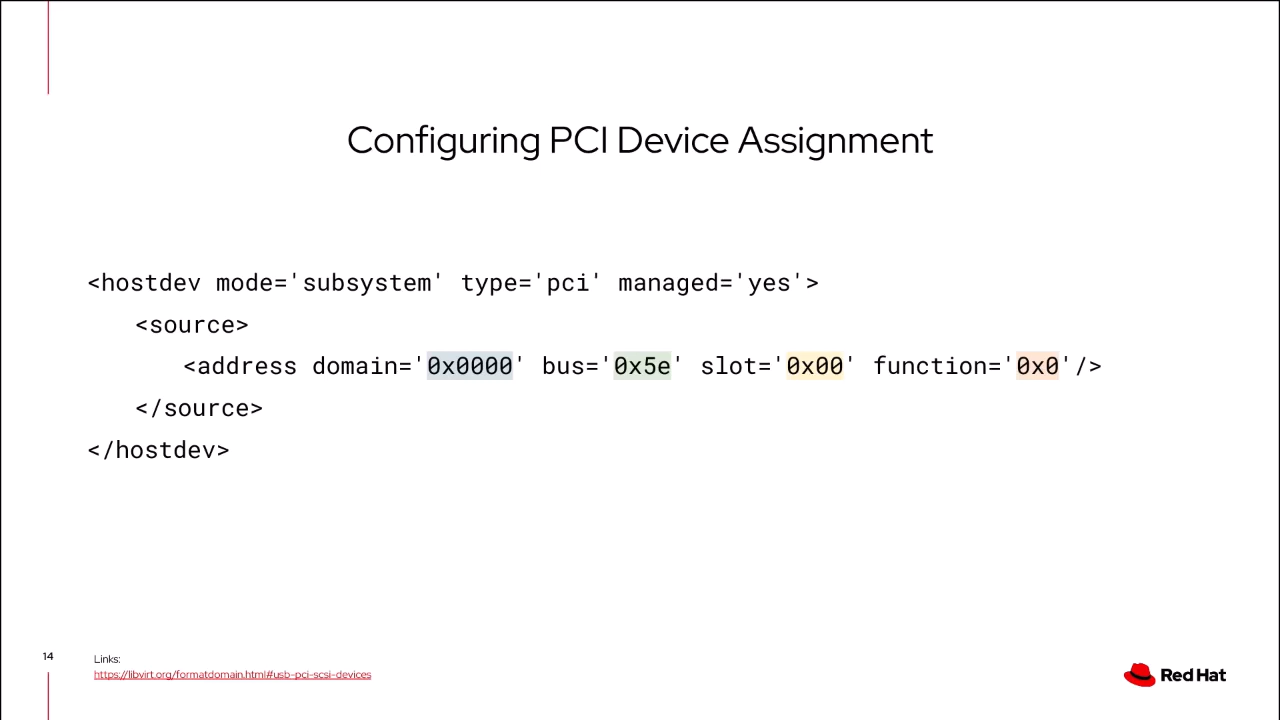 Configuring PCI Device Assignment
<hostdev mode='subsystem' type='pci' managed='yes'>
<source>
<address domain='0x0000' bus='0x5e' slot='0x00' function='0x0'/>
</source>
</hostdev>
14
Links:
https://libvirt.org/formatdomain.html#usb-pci-scsi-devices
Red Hat